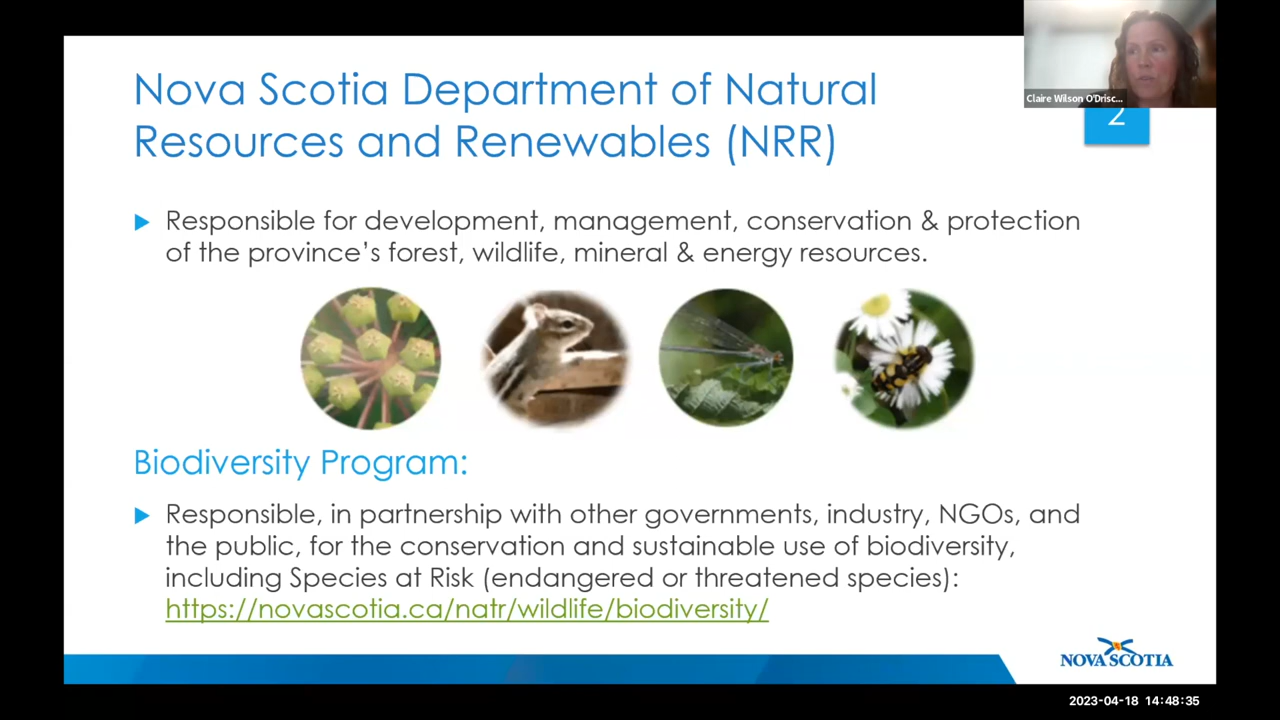 Nova Scotia Department of Natural
Resources and Renewables (NRR)
Claire Wilson O'Drisc...
2
Responsible for development, management, conservation & protection
of the province's forest, wildlife, mineral & energy resources.
Biodiversity Program:
Responsible, in partnership with other governments, industry, NGOs, and
the public, for the conservation and sustainable use of biodiversity,
including Species at Risk (endangered or threatened species):
https://novascotia.ca/natr/wildlife/biodiversity/
NOVA SCOTIA
2023-04-18 14:48:35